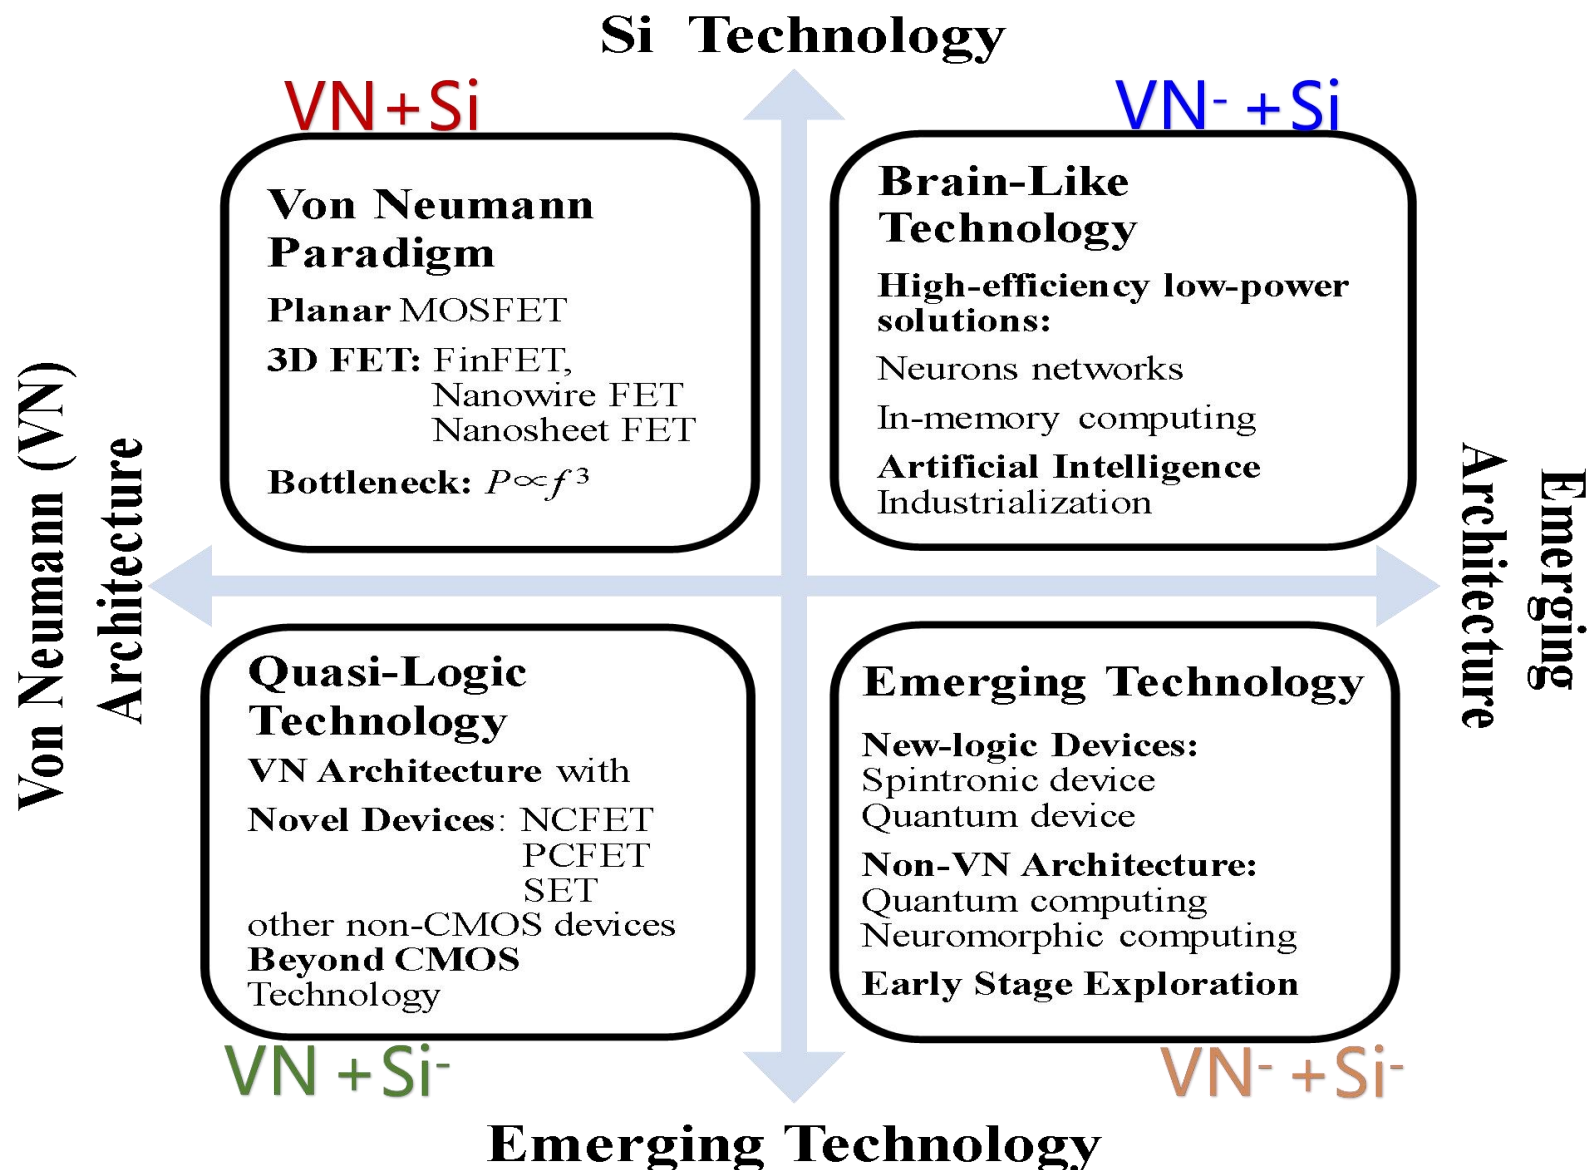 Si Technology
VN+Si
VN- +Si
Von Neumann
Paradigm
Planar MOSFET
3D FET: FinFET,
Nanowire FET
Nanosheet FET
Bottleneck: P∝f³
Brain-Like
Technology
High-efficiency low-power
solutions:
Neurons networks
In-memory computing
Artificial Intelligence
Industrialization
Von Neumann (VN)
Architecture
Emerging
Architecture
Quasi-Logic
Technology
VN Architecture with
Novel Devices: NCFET
PCFET
SET
other non-CMOS devices
Beyond CMOS
Technology
Emerging Technology
New-logic Devices:
Spintronic device
Quantum device
Non-VN Architecture:
Quantum computing
Neuromorphic computing
Early Stage Exploration
VN +Si-
VN- +Si-
Emerging Technology